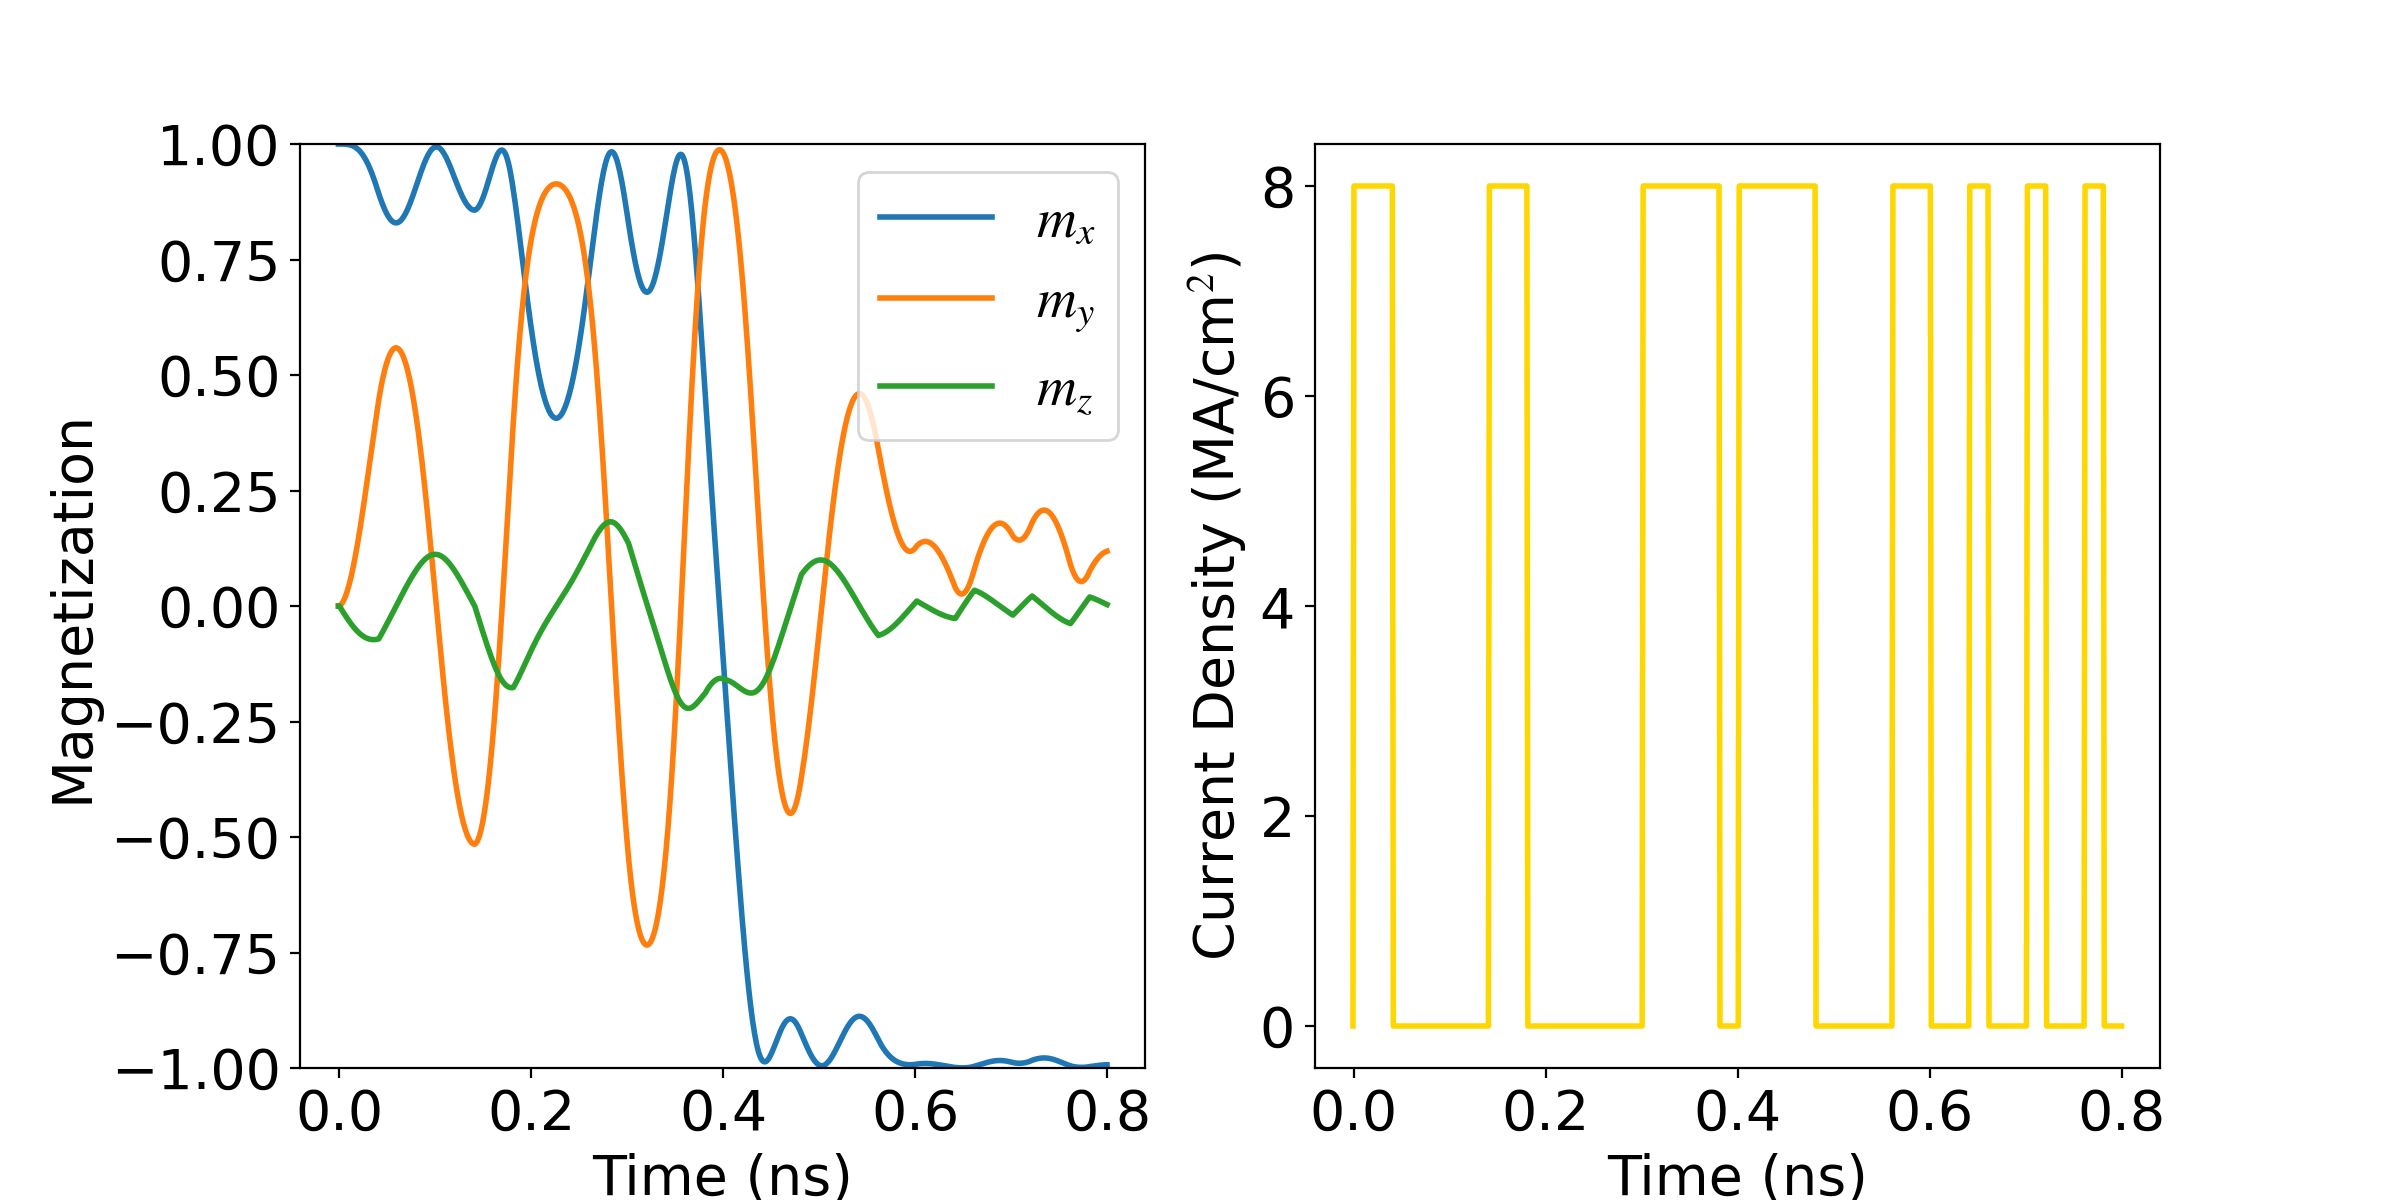 1.00
0.75
0.50
0.25
0.00
−0.25
−0.50
−0.75
−1.00
Magnetization
0.0 0.2 0.4 0.6 0.8
Time (ns)
m_x
m_y
m_z
8
6
4
2
0
Current Density (MA/cm²)
0.0 0.2 0.4 0.6 0.8
Time (ns)